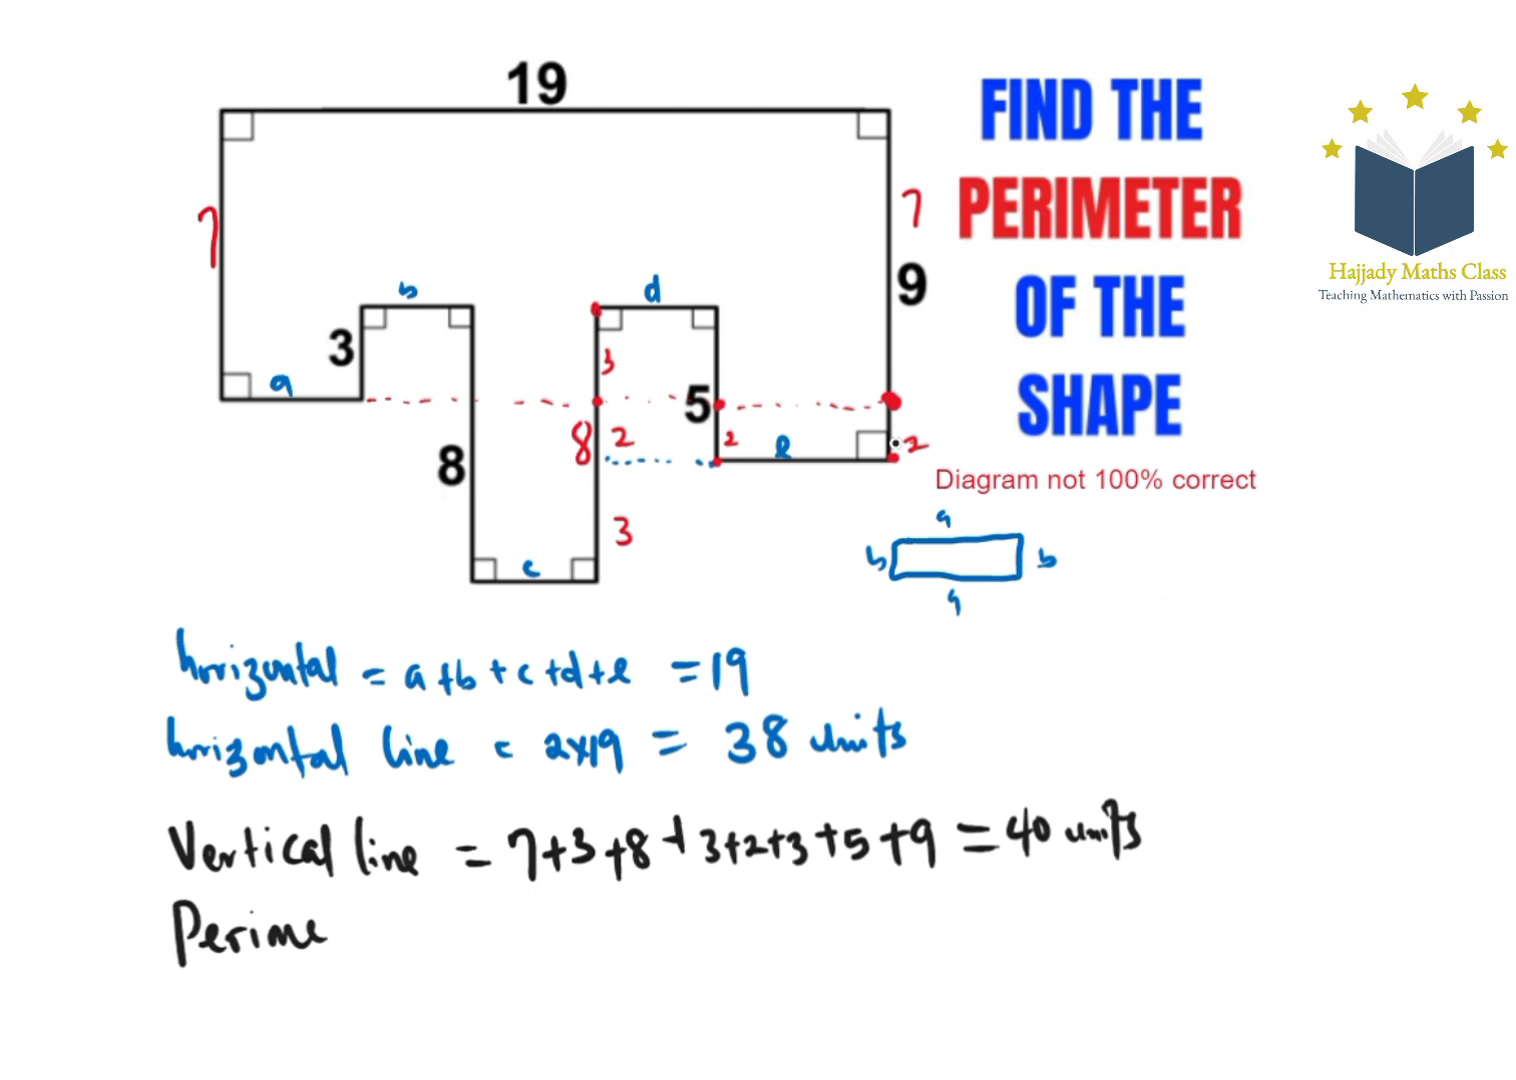 19
FIND THE
PERIMETER
OF THE
SHAPE
Diagram not 100% correct
Hajjady Maths Class
Teaching Mathematics with Passion
7
7
9
b
d
3
3
a
5
8
8
2
2
e
2
3
c
a
b
b
a
horizontal = a+b+c+d+e = 19
horizontal line = 2x19 = 38 units
Vertical line = 7+3+8+3+2+3+5+9 = 40 units
Perime